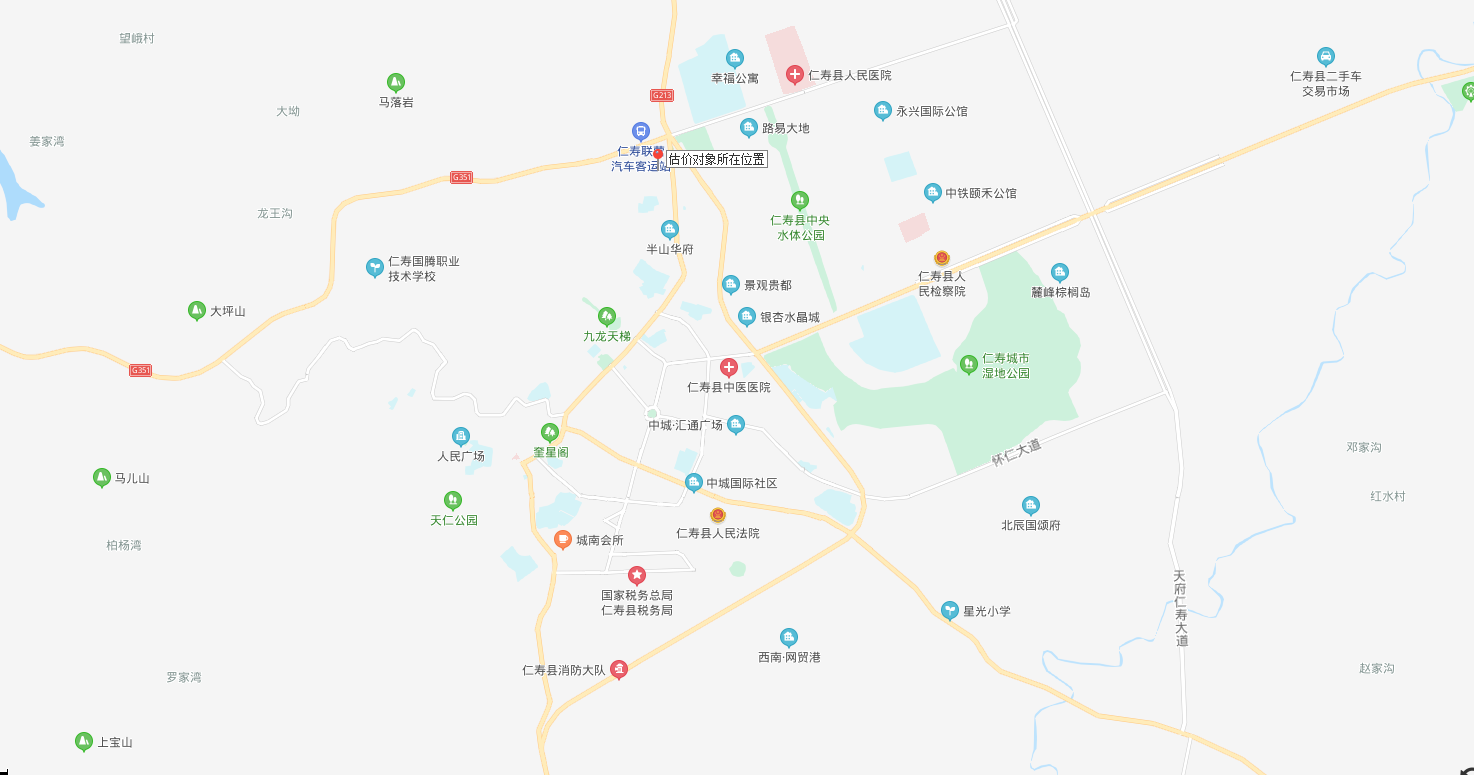 望峨村
幸福公寓
仁寿县人民医院
仁寿县二手车
交易市场
马落岩
G213
大坳
永兴国际公馆
路易大地
姜家湾
仁寿联营
汽车客运站
估价对象所在位置
G351
中铁颐禾公馆
龙王沟
仁寿县中央
水体公园
半山华府
仁寿国腾职业
技术学校
仁寿县人
民检察院
麓峰棕榈岛
景观贵都
大坪山
银杏水晶城
九龙天梯
仁寿城市
湿地公园
G351
仁寿县中医医院
中城·汇通广场
人民广场
奎星阁
怀仁大道
邓家沟
马儿山
中城国际社区
红水村
天仁公园
北辰国颂府
仁寿县人民法院
柏杨湾
城南会所
国家税务总局
仁寿县税务局
天府仁寿大道
星光小学
西南·网贸港
仁寿县消防大队
罗家湾
赵家沟
上宝山